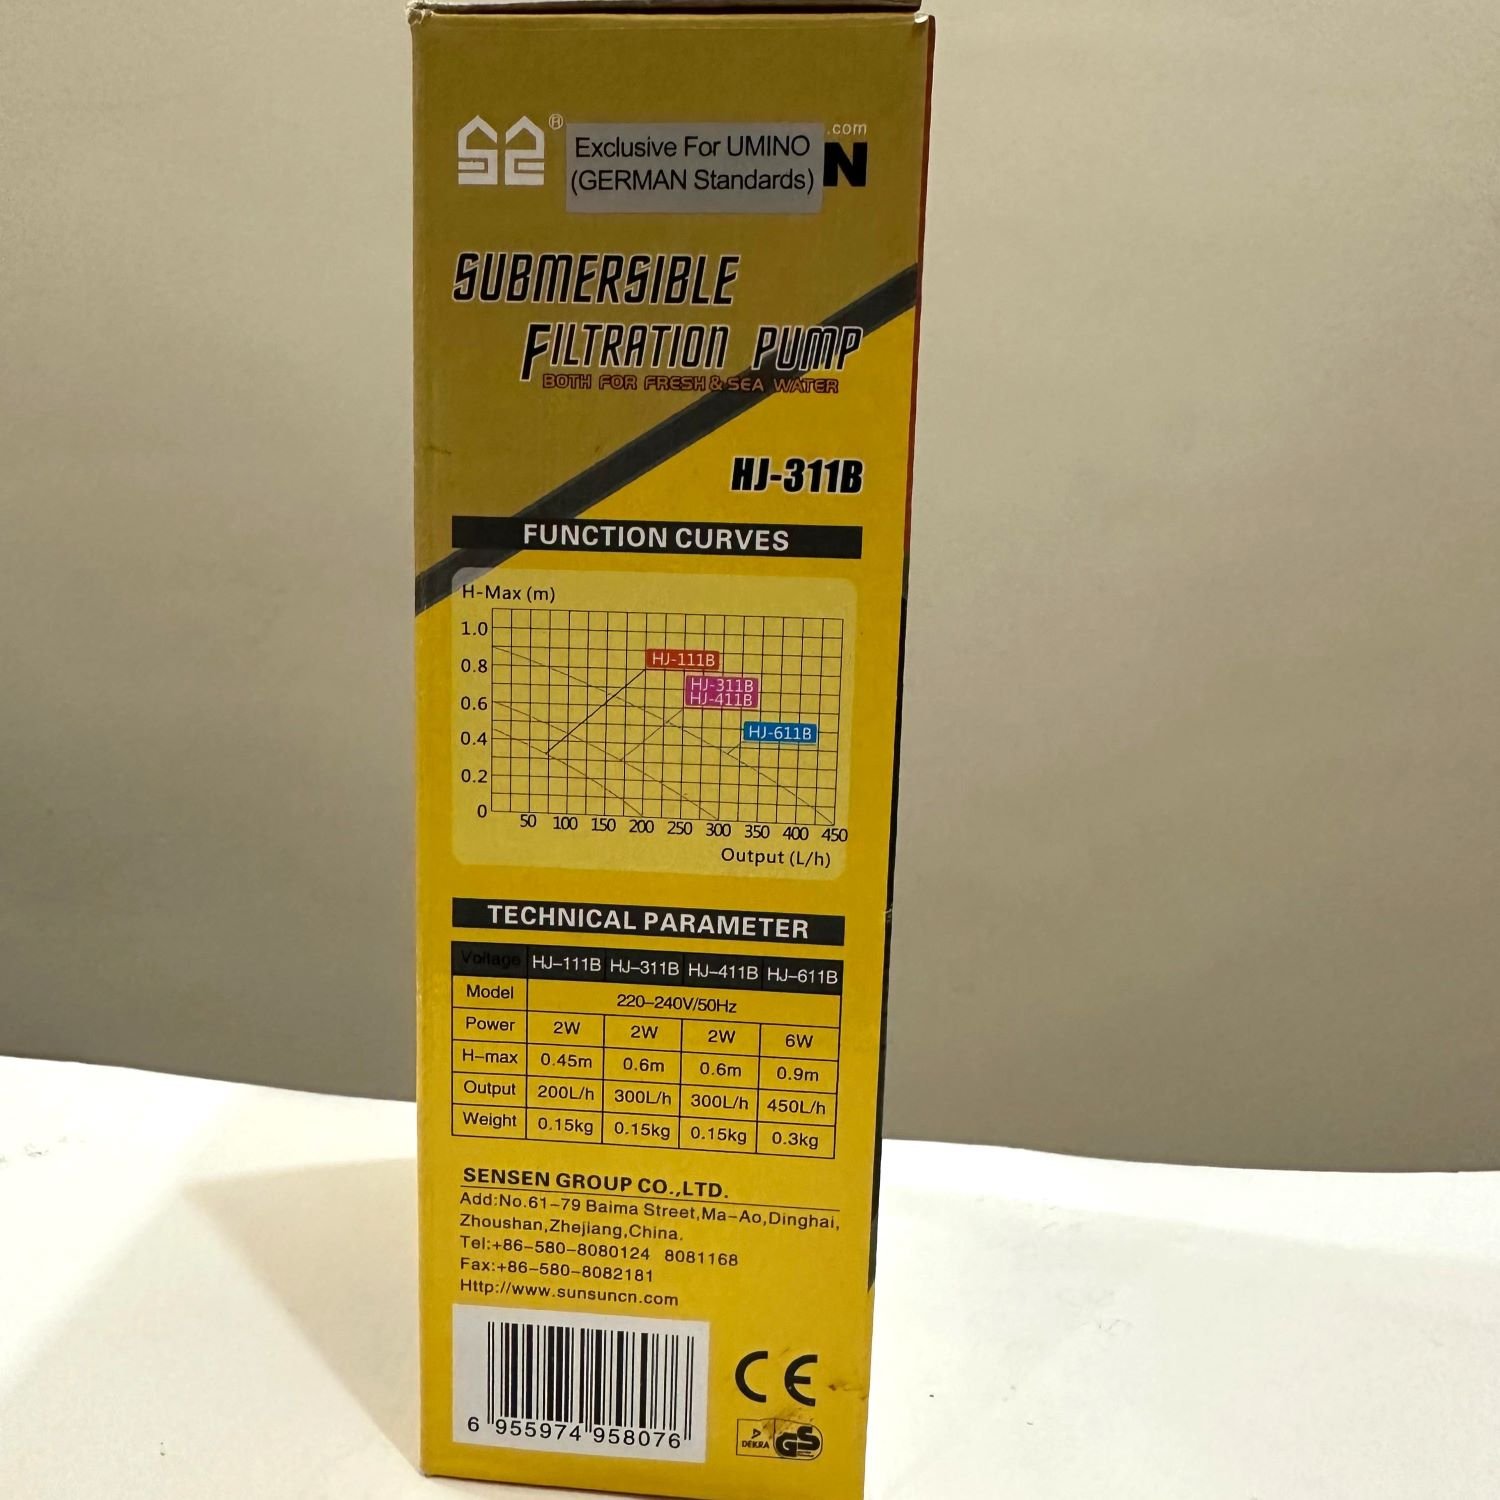 ®
.com
Exclusive For UMINO
(GERMAN Standards)
N
SUBMERSIBLE
FILTRATION PUMP
BOTH FOR FRESH & SEA WATER
HJ-311B
FUNCTION CURVES
H-Max (m)
1.0
0.8
0.6
0.4
0.2
0
HJ-111B
HJ-311B
HJ-411B
HJ-611B
50 100 150 200 250 300 350 400 450
Output (L/h)
TECHNICAL PARAMETER
Voltage HJ-111B HJ-311B HJ-411B HJ-611B
Model 220-240V/50Hz
Power 2W 2W 2W 6W
H-max 0.45m 0.6m 0.6m 0.9m
Output 200L/h 300L/h 300L/h 450L/h
Weight 0.15kg 0.15kg 0.15kg 0.3kg
SENSEN GROUP CO.,LTD.
Add:No.61-79 Baima Street,Ma-Ao,Dinghai,
Zhoushan,Zhejiang,China.
Tel:+86-580-8080124 8081168
Fax:+86-580-8082181
Http://www.sunsuncn.com
6 955974 958076
CE
DEKRA GS